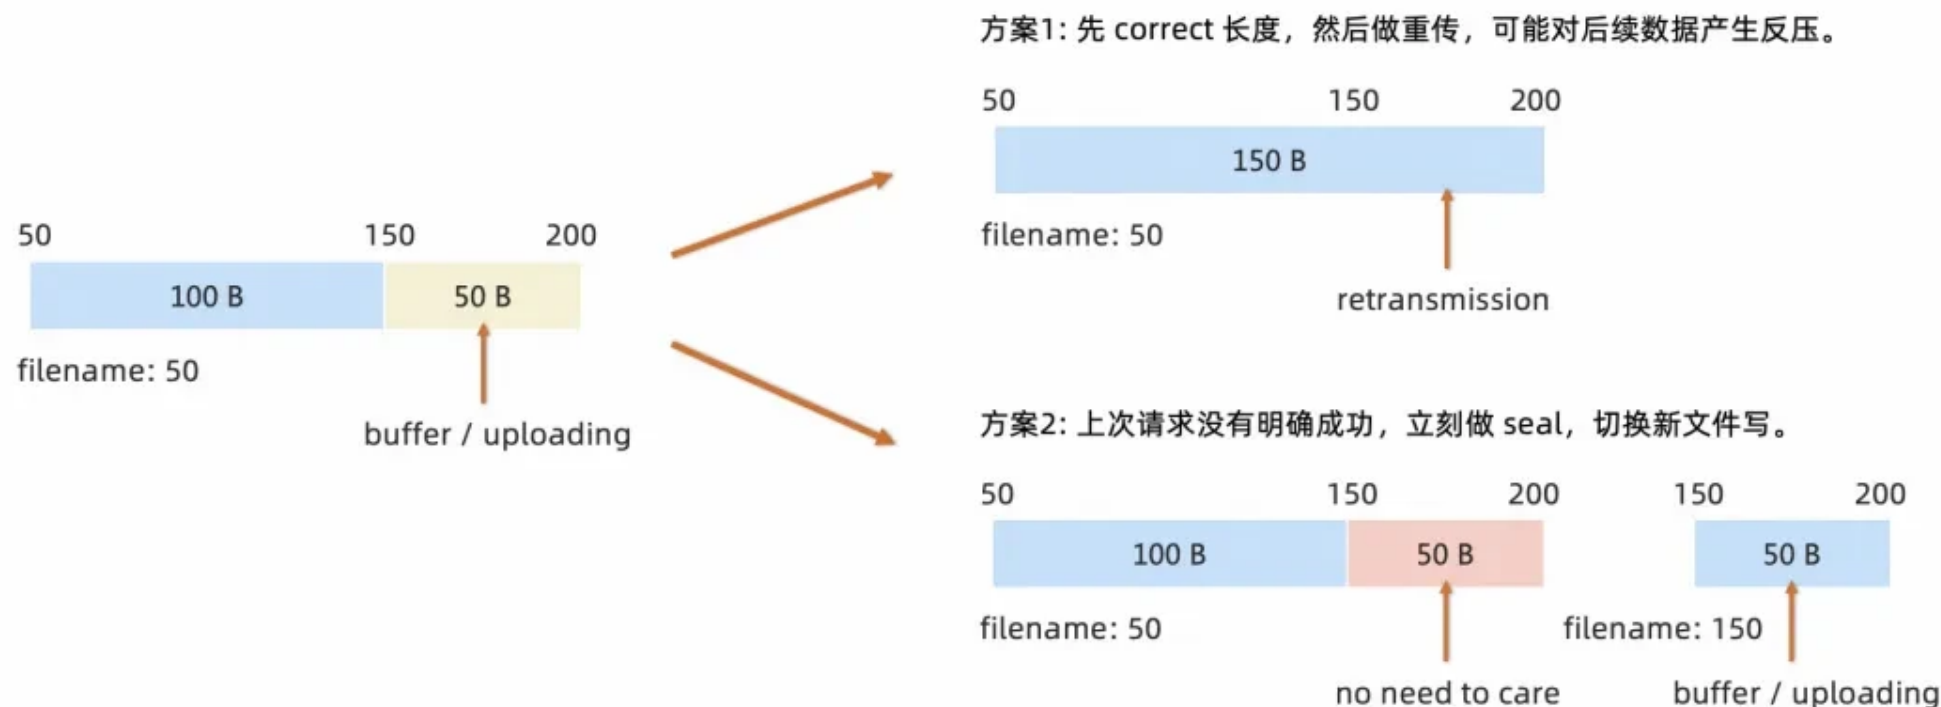 50 150 200
100 B 50 B
filename: 50
buffer / uploading
方案1: 先 correct 长度，然后做重传，可能对后续数据产生反压。
50 150 200
150 B
filename: 50
retransmission
方案2: 上次请求没有明确成功，立刻做 seal，切换新文件写。
50 150 200 150 200
100 B 50 B 50 B
filename: 50 filename: 150
no need to care buffer / uploading